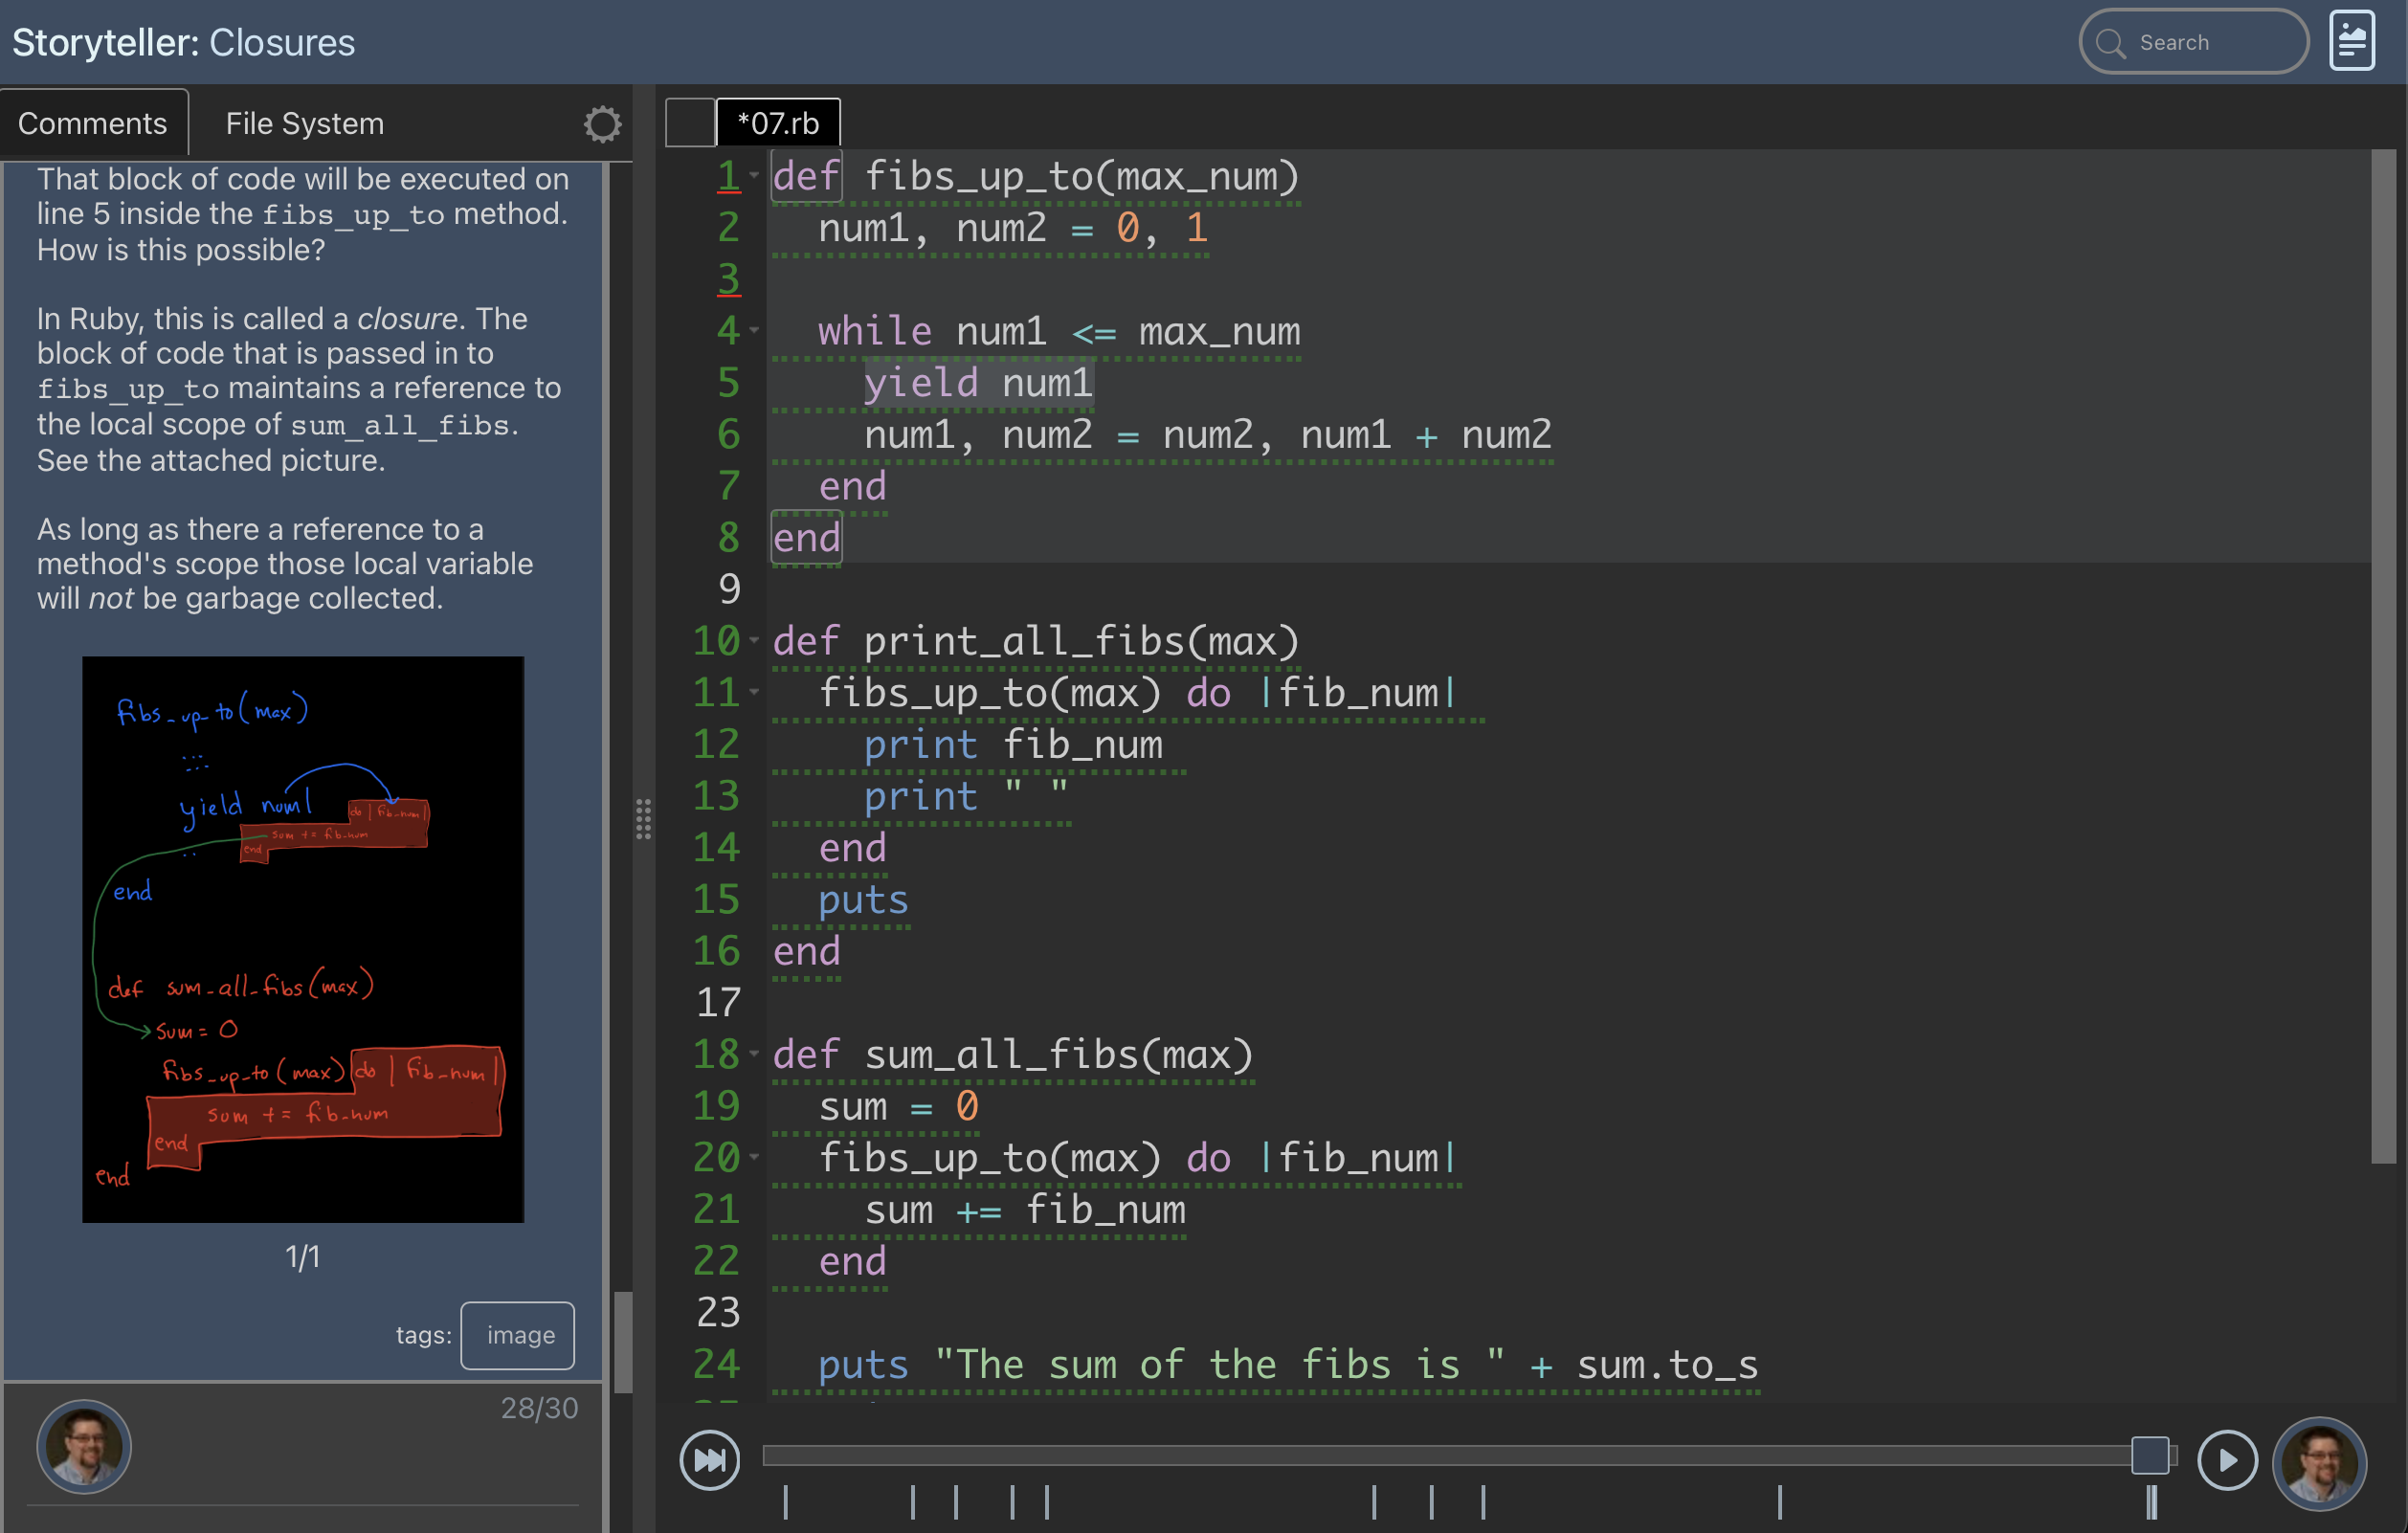 Storyteller: Closures
Search
Comments
File System
That block of code will be executed on
line 5 inside the fibs_up_to method.
How is this possible?
In Ruby, this is called a closure. The
block of code that is passed in to
fibs_up_to maintains a reference to
the local scope of sum_all_fibs.
See the attached picture.
As long as there a reference to a
method's scope those local variable
will not be garbage collected.
fibs_up_to(max)
yield num1
do |fib_num|
sum += fib_num
end
end
def sum_all_fibs(max)
sum = 0
fibs_up_to(max) do |fib_num|
sum += fib_num
end
end
1/1
tags: image
28/30
*07.rb
1 def fibs_up_to(max_num)
2 num1, num2 = 0, 1
3
4 while num1 <= max_num
5 yield num1
6 num1, num2 = num2, num1 + num2
7 end
8 end
9
10 def print_all_fibs(max)
11 fibs_up_to(max) do |fib_num|
12 print fib_num
13 print " "
14 end
15 puts
16 end
17
18 def sum_all_fibs(max)
19 sum = 0
20 fibs_up_to(max) do |fib_num|
21 sum += fib_num
22 end
23
24 puts "The sum of the fibs is " + sum.to_s